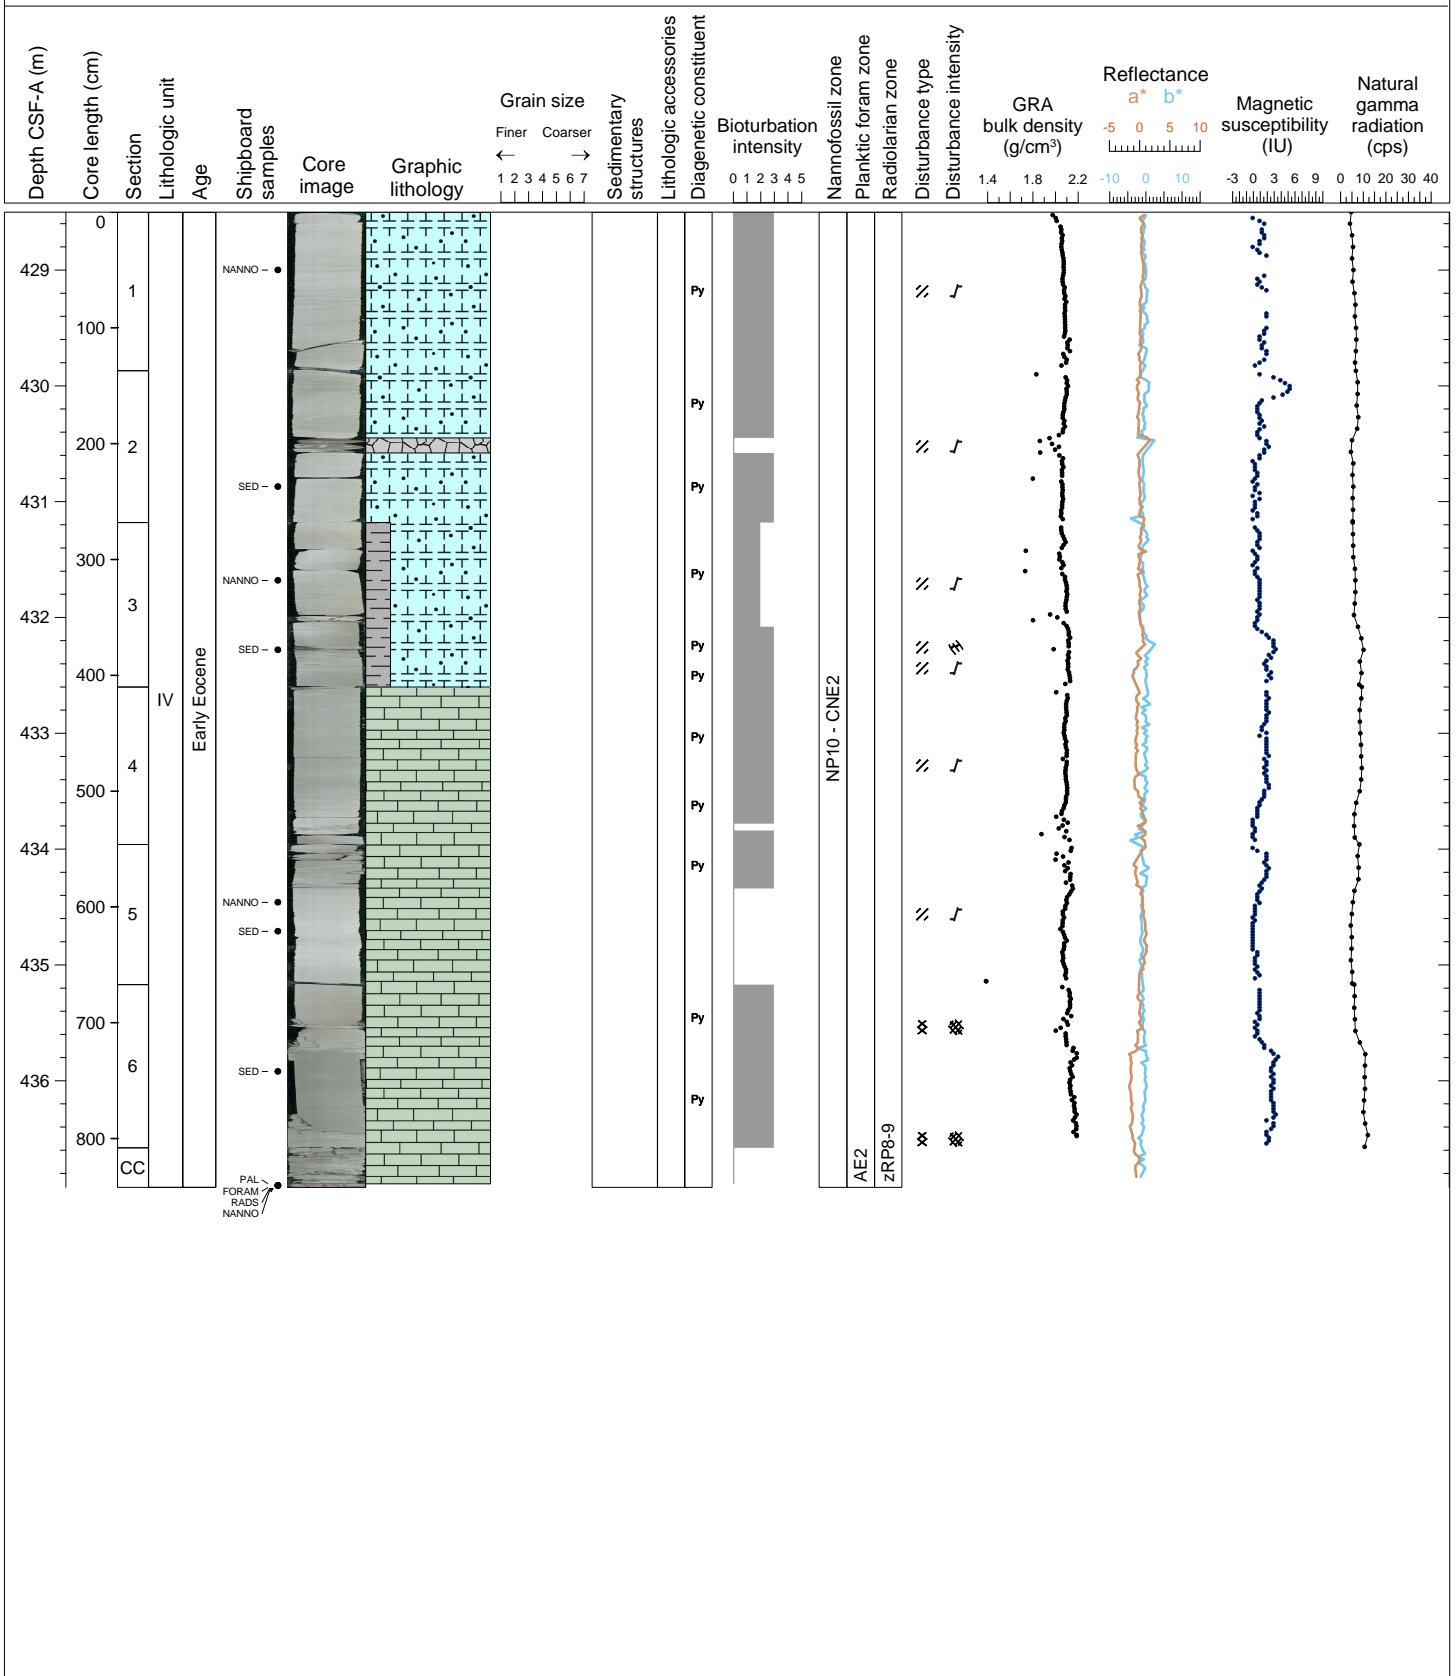 Depth CSF-A (m)
Core length (cm)
Section
Lithologic unit
Age
Shipboard
samples
Core
image
Graphic
lithology
Grain size
Finer Coarser
← →
1 2 3 4 5 6 7
Sedimentary
structures
Lithologic accessories
Diagenetic constituent
Bioturbation
intensity
0 1 2 3 4 5
Nannofossil zone
Planktic foram zone
Radiolarian zone
Disturbance type
Disturbance intensity
GRA
bulk density
(g/cm³)
1.4 1.8 2.2
Reflectance
a* b*
-5 0 5 10
-10 0 10
Magnetic
susceptibility
(IU)
-3 0 3 6 9
Natural
gamma
radiation
(cps)
0 10 20 30 40
429
430
431
432
433
434
435
436
0
100
200
300
400
500
600
700
800
1
2
3
4
5
6
CC
IV
Early Eocene
NANNO
SED
NANNO
SED
NANNO
SED
SED
PAL
FORAM
RADS
NANNO
Py
Py
Py
Py
Py
Py
Py
Py
Py
Py
Py
NP10 - CNE2
AE2
zRP8-9